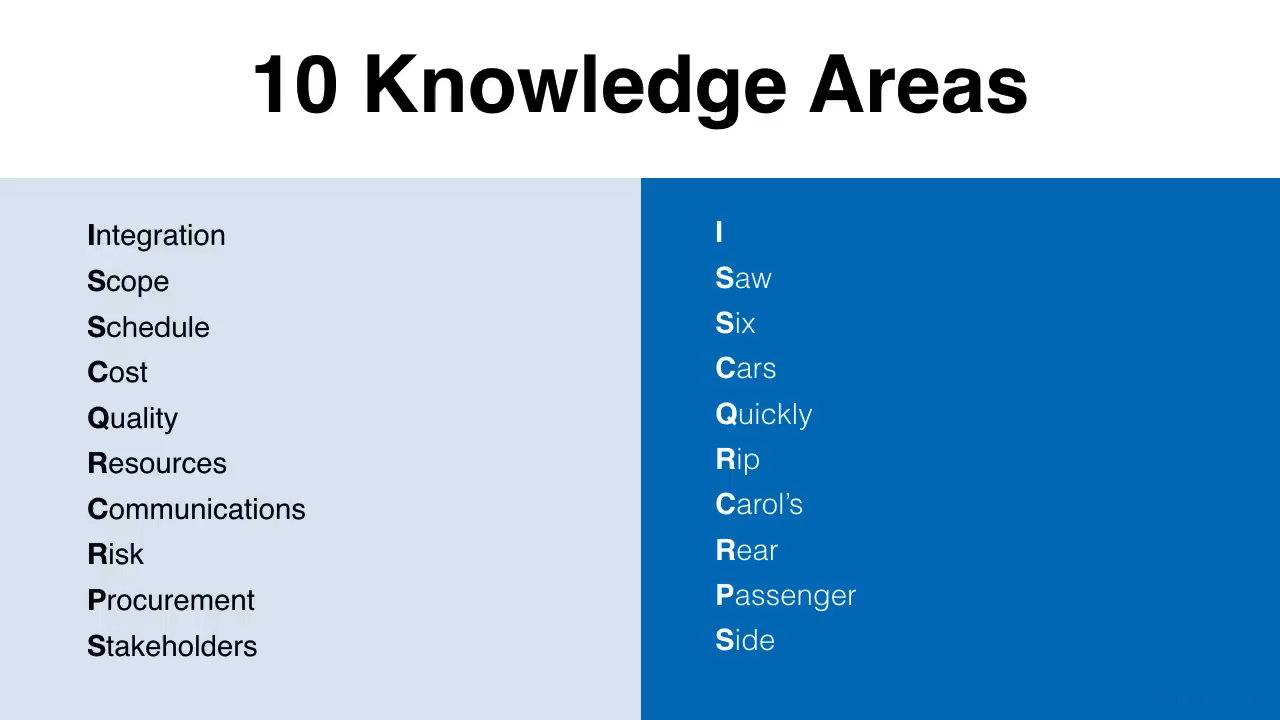 10 Knowledge Areas
Integration
Scope
Schedule
Cost
Quality
Resources
Communications
Risk
Procurement
Stakeholders
I
Saw
Six
Cars
Quickly
Rip
Carol’s
Rear
Passenger
Side